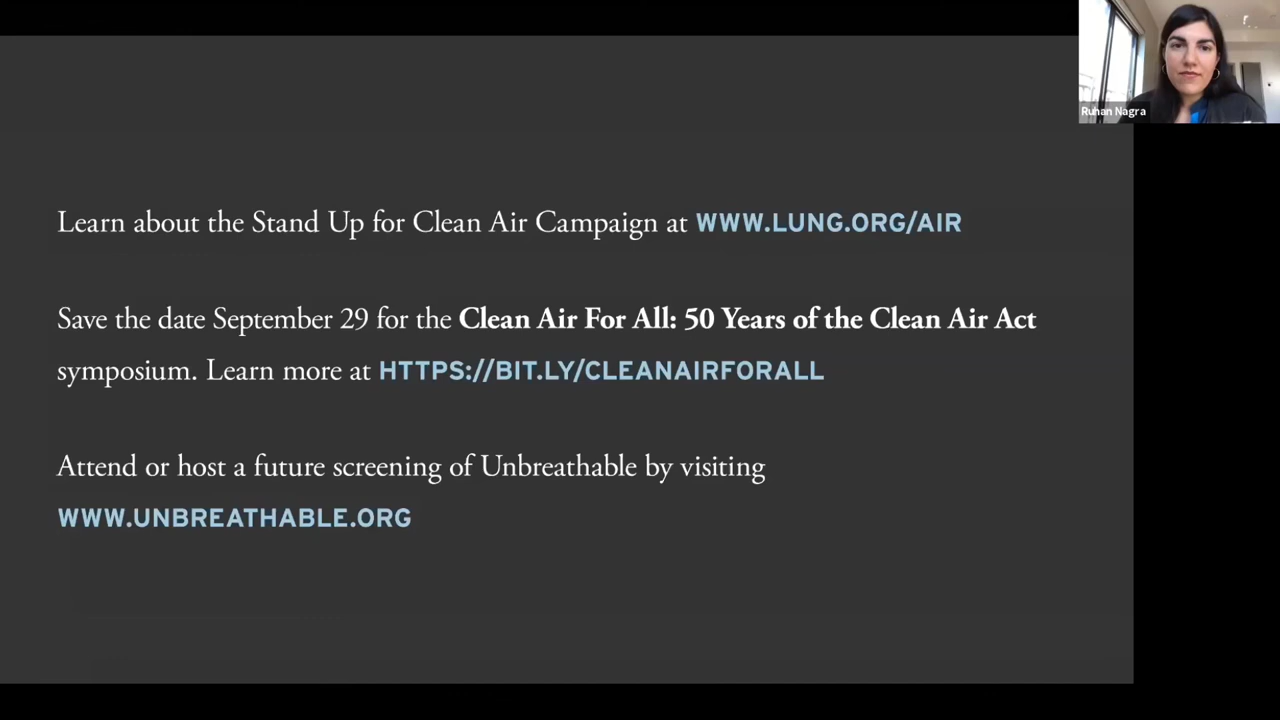 Ruhan Nagra
Learn about the Stand Up for Clean Air Campaign at WWW.LUNG.ORG/AIR
Save the date September 29 for the Clean Air For All: 50 Years of the Clean Air Act
symposium. Learn more at HTTPS://BIT.LY/CLEANAIRFORALL
Attend or host a future screening of Unbreathable by visiting
WWW.UNBREATHABLE.ORG